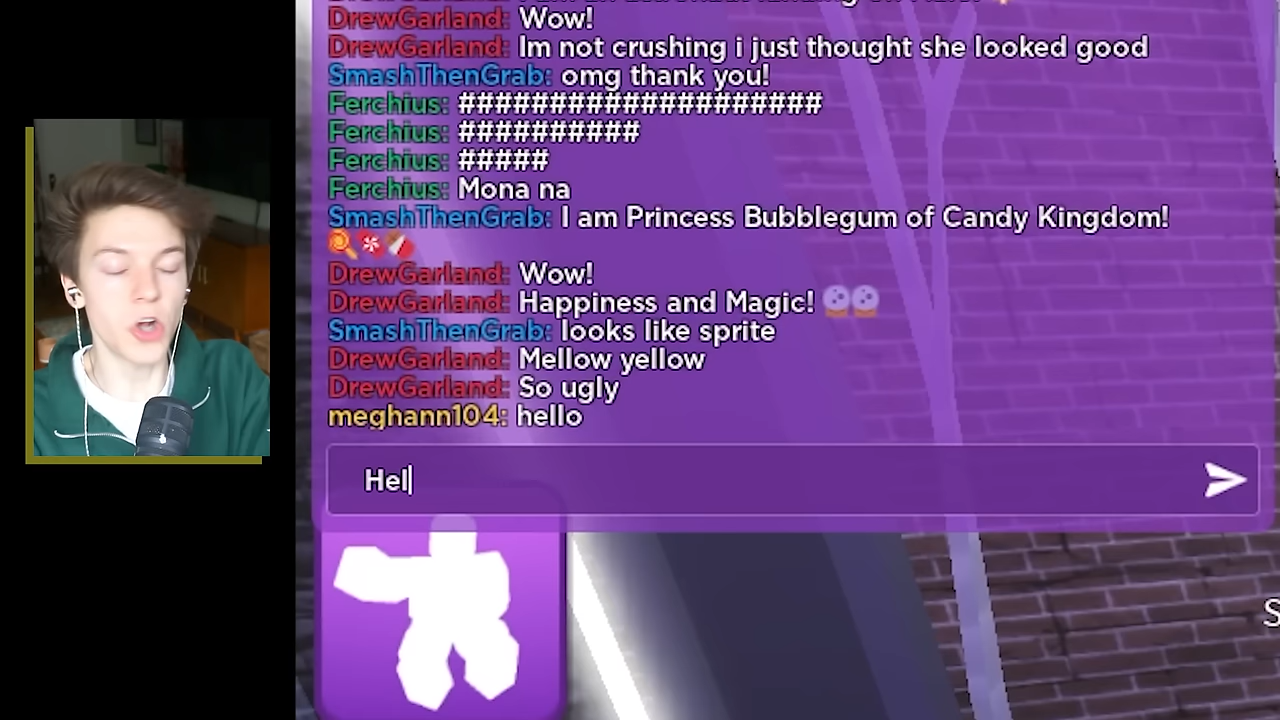 DrewGarland: Wow!
DrewGarland: Im not crushing i just thought she looked good
SmashThenGrab: omg thank you!
Ferchius: ####################
Ferchius: ##########
Ferchius: #####
Ferchius: Mona na
SmashThenGrab: I am Princess Bubblegum of Candy Kingdom!
🍭🍬🍫
DrewGarland: Wow!
DrewGarland: Happiness and Magic! 🔮🔮
SmashThenGrab: looks like sprite
DrewGarland: Mellow yellow
DrewGarland: So ugly
meghann104: hello
Hel
S